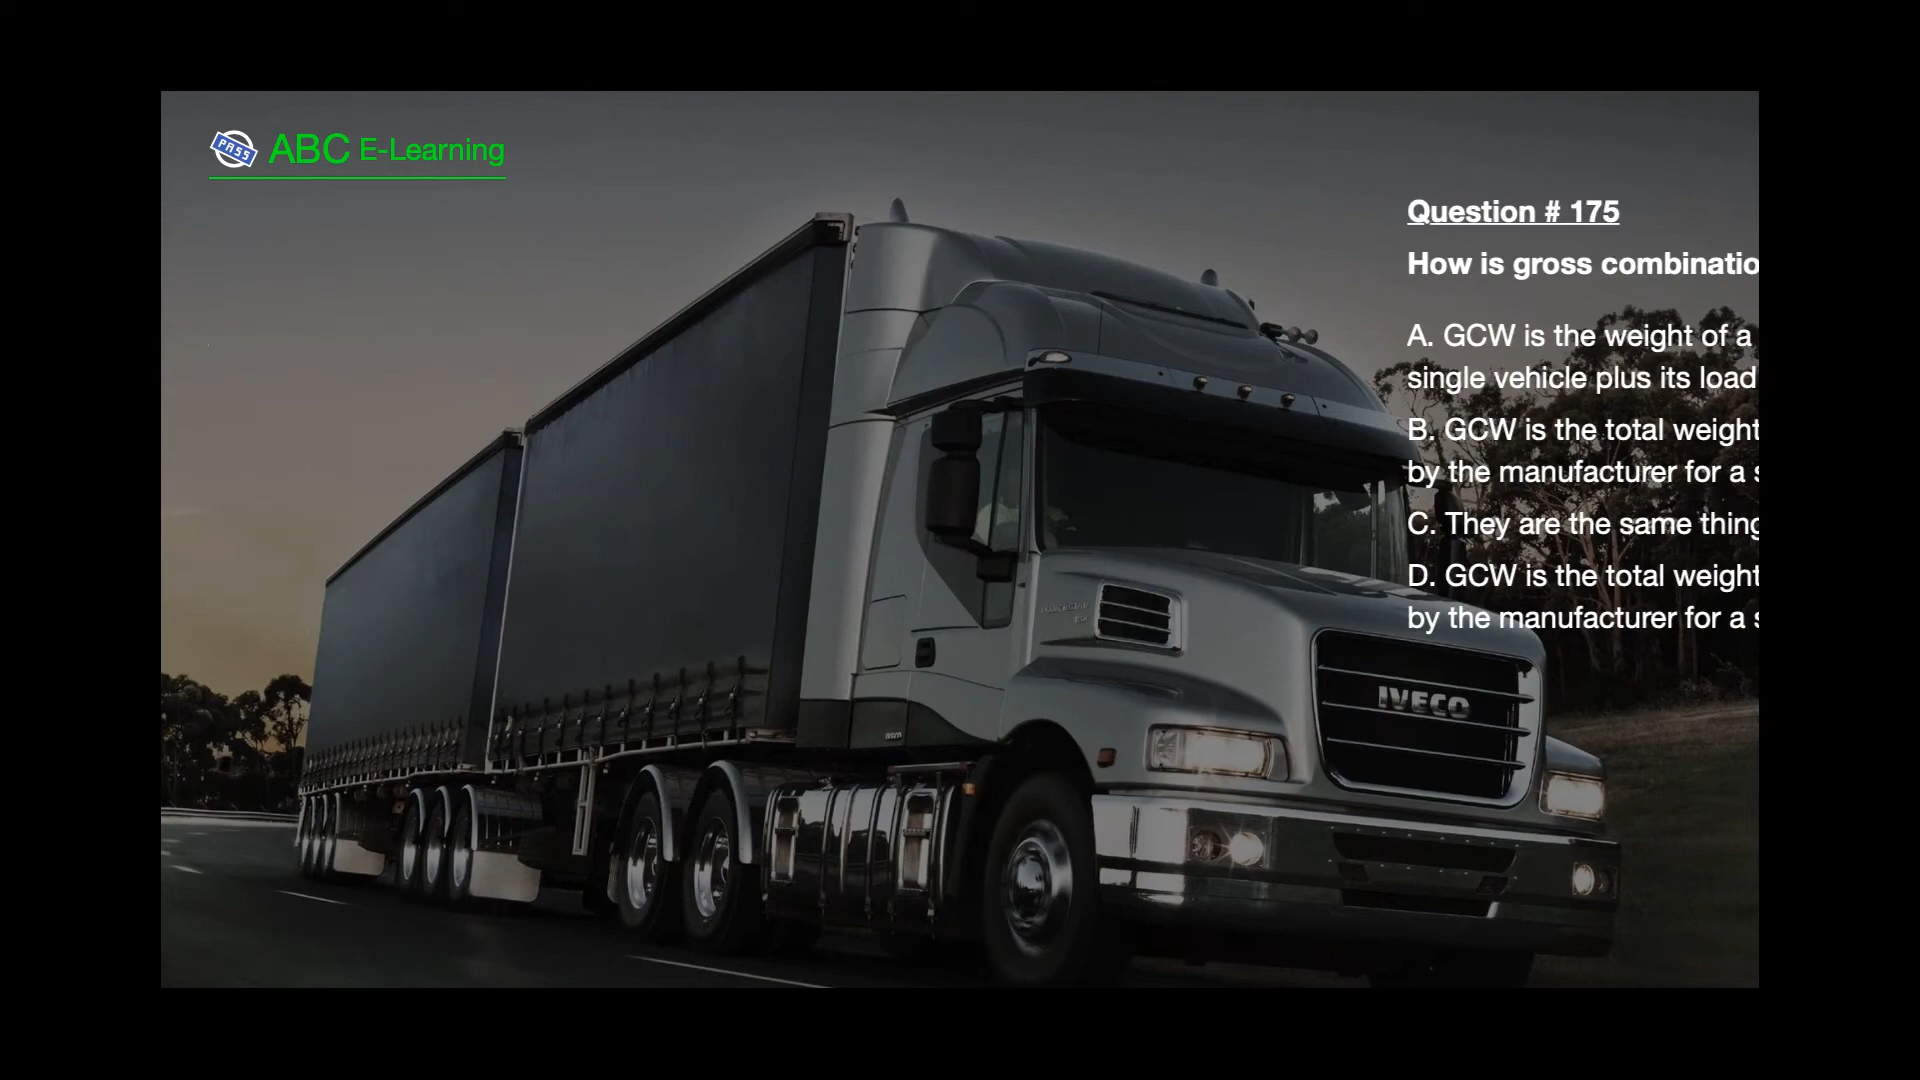 PASS ABC E-Learning
Question # 175
How is gross combinatio
A. GCW is the weight of a
single vehicle plus its load
B. GCW is the total weight
by the manufacturer for a s
C. They are the same thing
D. GCW is the total weight
by the manufacturer for a s
IVECO